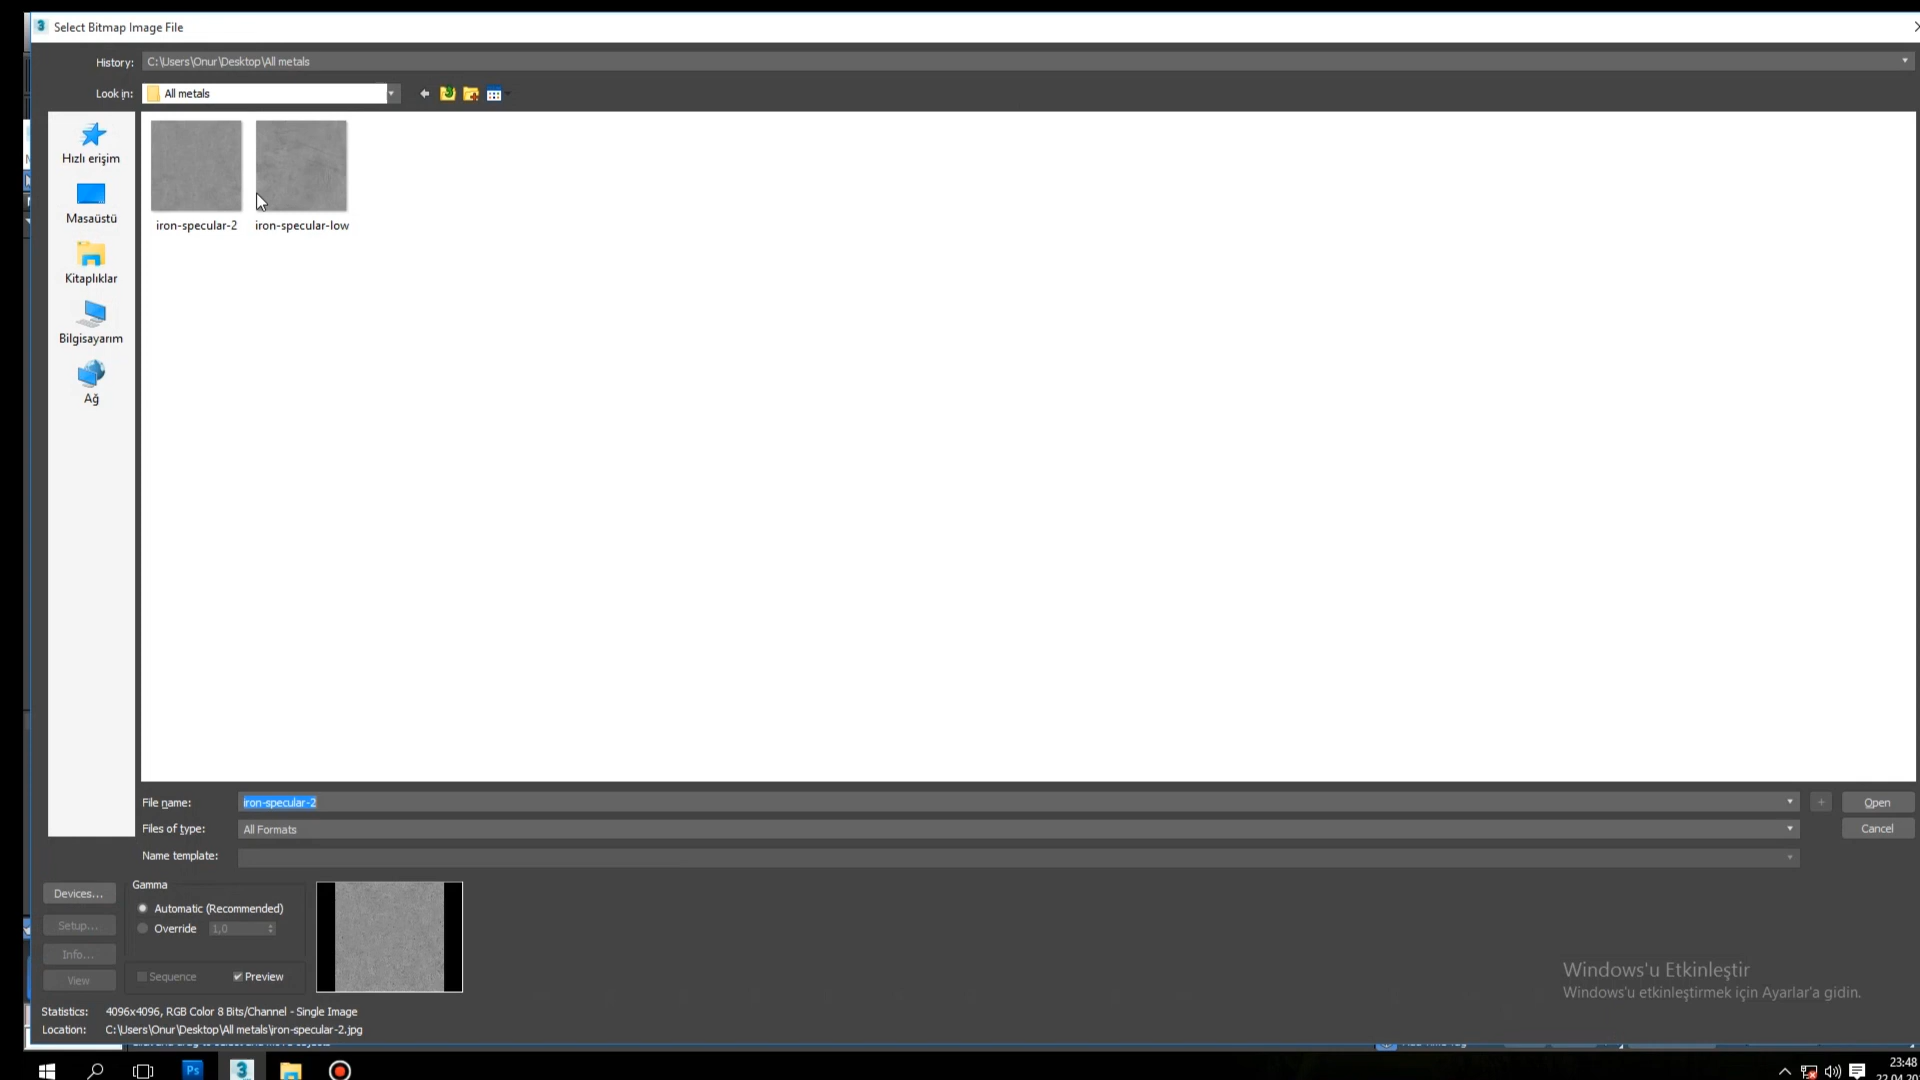 Select Bitmap Image File
History: C:\Users\Onur\Desktop\All metals
Look in: All metals
Hızlı erişim
Masaüstü
Kitaplıklar
Bilgisayarım
Ağ
iron-specular-2
iron-specular-low
File name: iron-specular-2
Open
Files of type: All Formats
Cancel
Name template:
Devices...
Setup...
Info...
View
Gamma
Automatic (Recommended)
Override 1,0
Sequence
Preview
Windows'u Etkinleştir
Windows'u etkinleştirmek için Ayarlar'a gidin.
Statistics: 4096x4096, RGB Color 8 Bits/Channel - Single Image
Location: C:\Users\Onur\Desktop\All metals\iron-specular-2.jpg
Ps
3
23:48